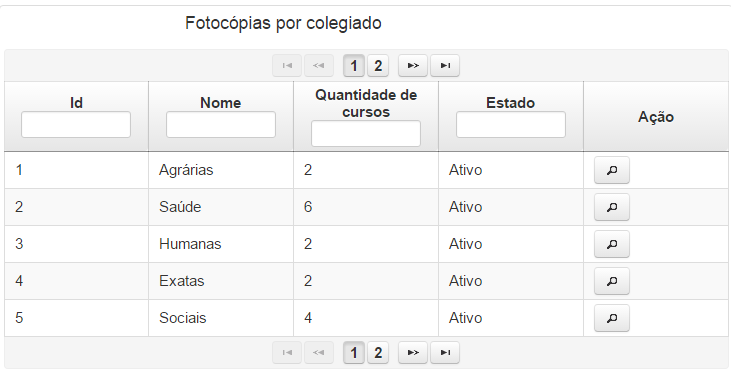 Fotocópias por colegiado
1 2
Id Nome Quantidade de cursos Estado Ação
1 Agrárias 2 Ativo
2 Saúde 6 Ativo
3 Humanas 2 Ativo
4 Exatas 2 Ativo
5 Sociais 4 Ativo
1 2